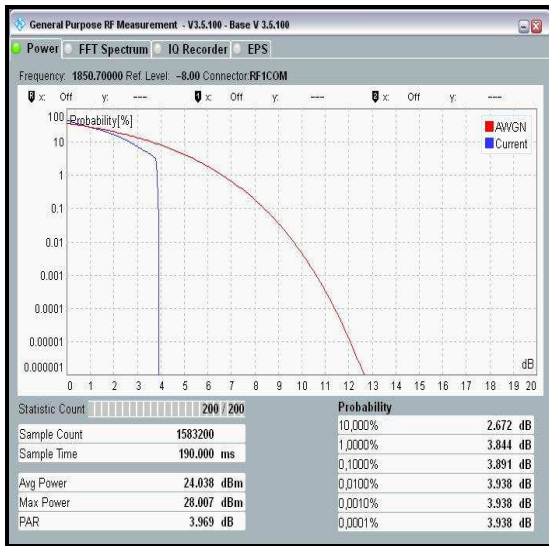 General Purpose RF Measurement - V3.5.100 - Base V 3.5.100
Power FFT Spectrum IQ Recorder EPS
Frequency: 1850.70000 Ref. Level: -8.00 Connector:RF1COM
R x: Off y: --- 1 x: Off y: --- 2 x: Off y: ---
Probability[%]
AWGN
Current
100
10
1
0.1
0.01
0.001
0.0001
0.00001
0.000001
dB
0 1 2 3 4 5 6 7 8 9 10 11 12 13 14 15 16 17 18 19 20
Statistic Count 200 / 200
Sample Count 1583200
Sample Time 190.000 ms
Avg Power 24.038 dBm
Max Power 28.007 dBm
PAR 3.969 dB
Probability
10,000% 2.672 dB
1,0000% 3.844 dB
0,1000% 3.891 dB
0,0100% 3.938 dB
0,0010% 3.938 dB
0,0001% 3.938 dB